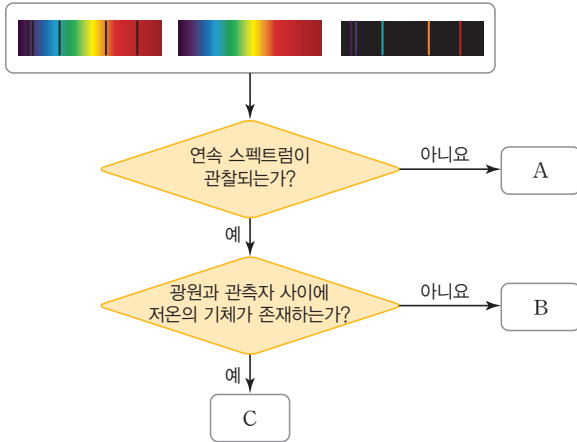 연속 스펙트럼이
관찰되는가?
아니요
A
예
광원과 관측자 사이에
저온의 기체가 존재하는가?
아니요
B
예
C